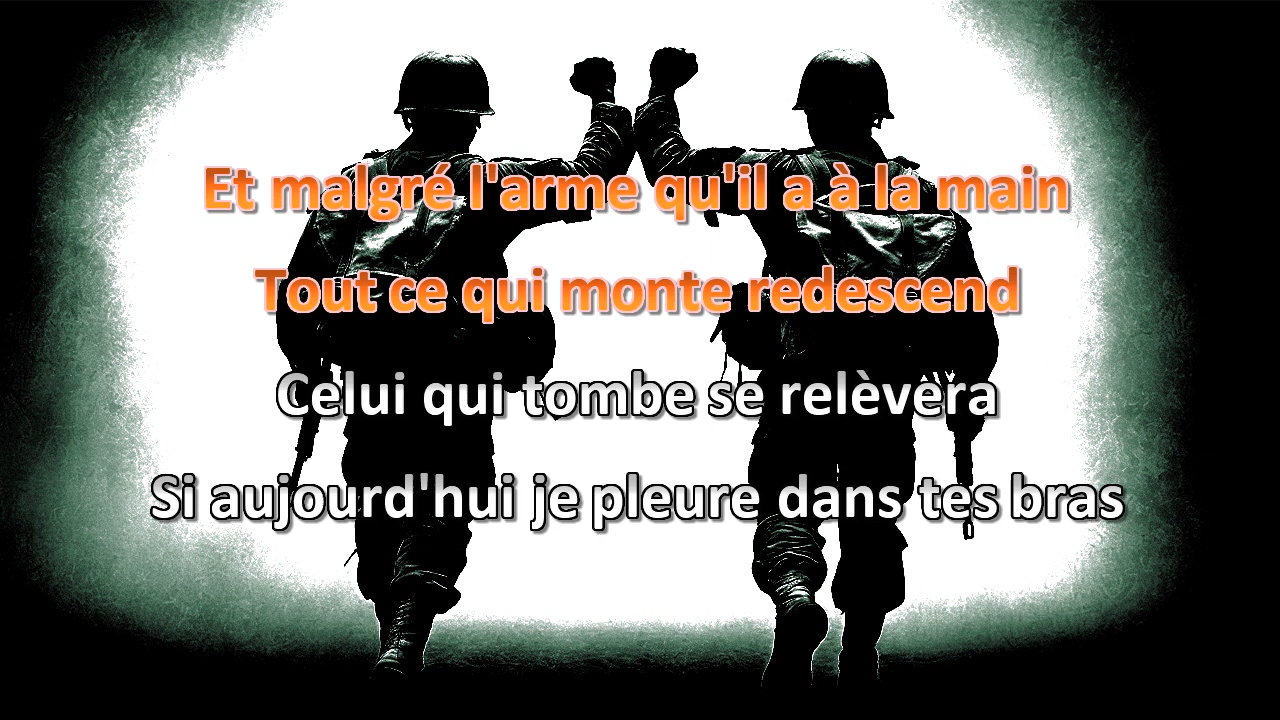 Et malgré l'arme qu'il a à la main
Tout ce qui monte redescend
Celui qui tombe se relèvera
Si aujourd'hui je pleure dans tes bras